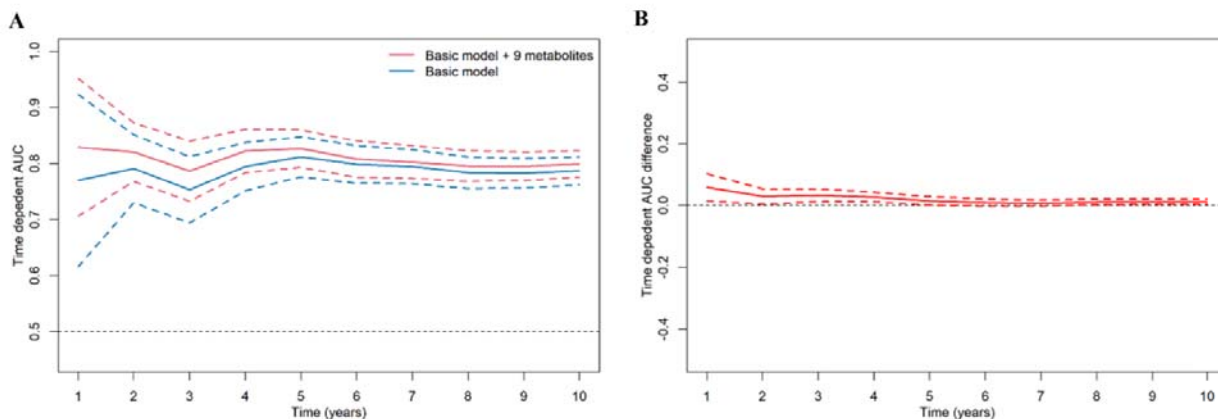 A
Time depedent AUC
1.0
0.9
0.8
0.7
0.6
0.5
Basic model + 9 metabolites
Basic model
1 2 3 4 5 6 7 8 9 10
Time (years)
B
Time depedent AUC difference
0.4
0.2
0.0
-0.2
-0.4
1 2 3 4 5 6 7 8 9 10
Time (years)